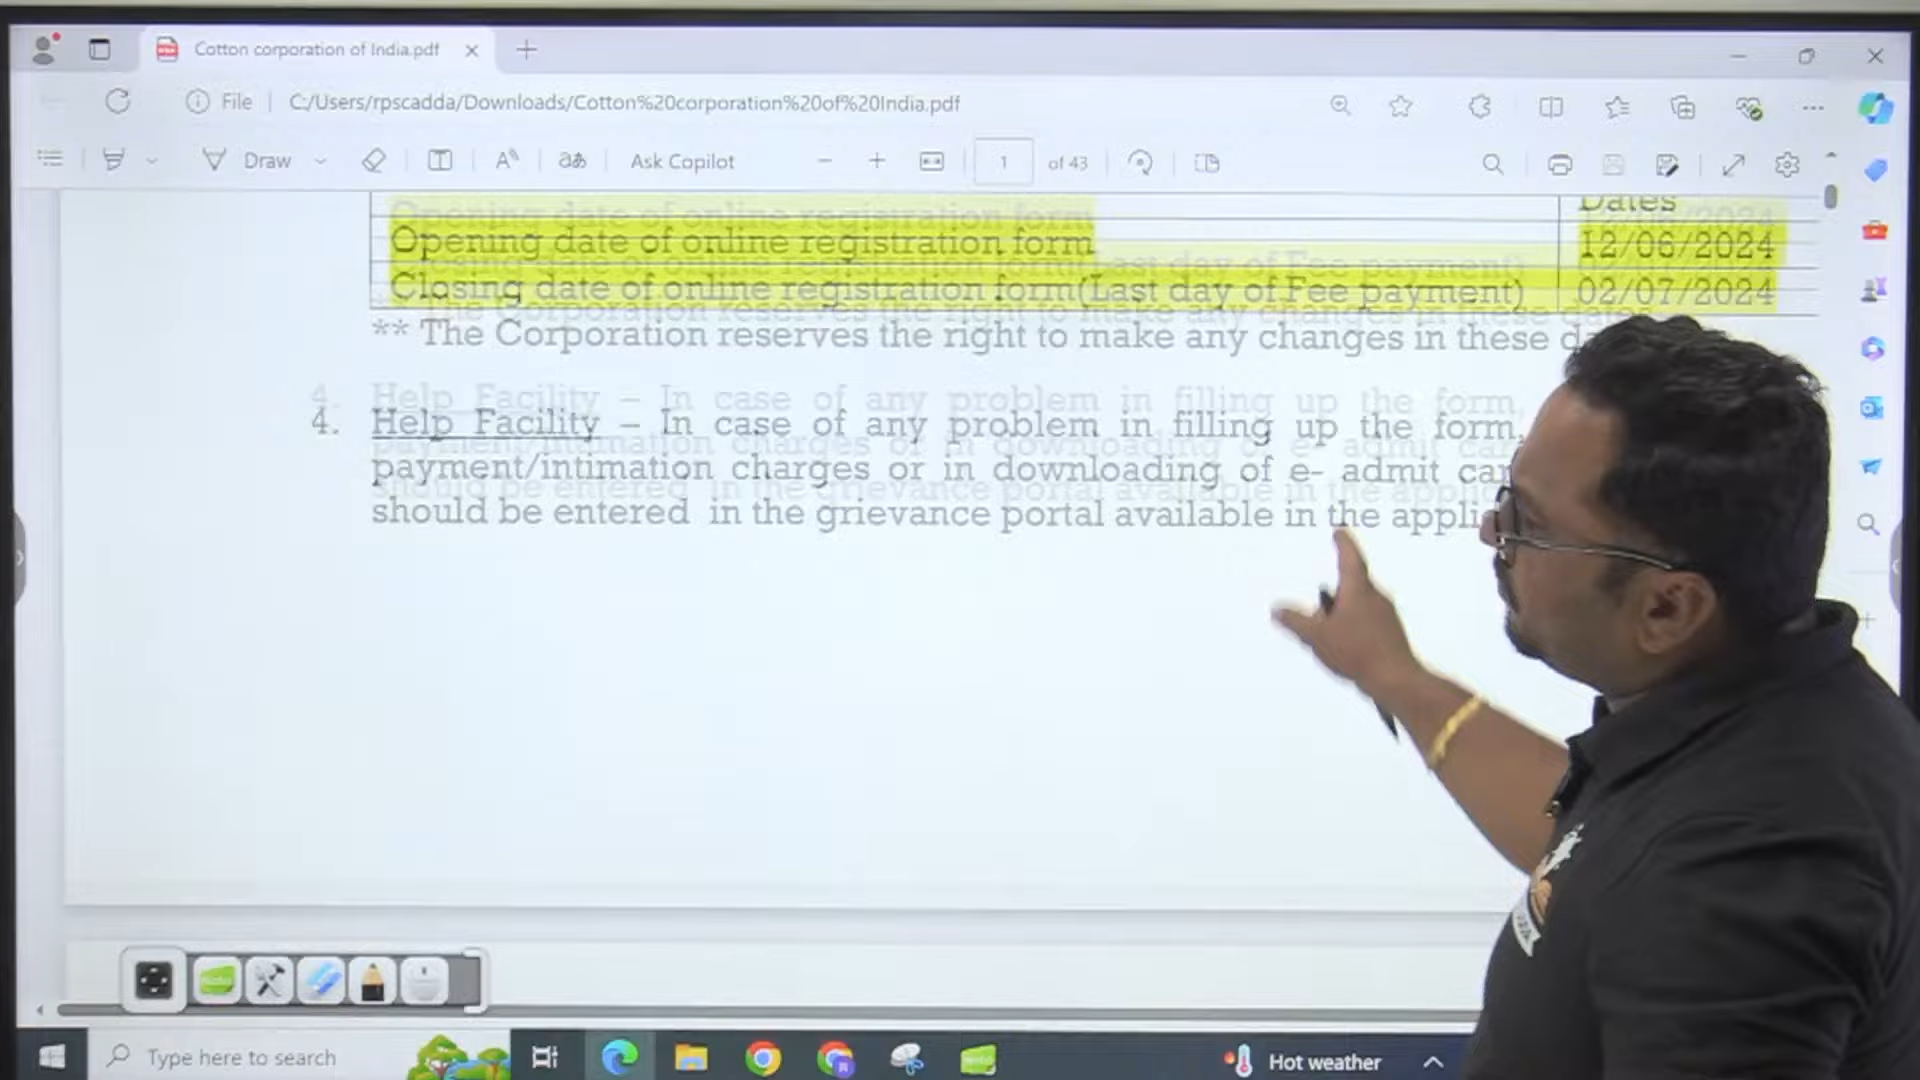 Cotton corporation of India.pdf
File
C:/Users/rpscadda/Downloads/Cotton%20corporation%20of%20India.pdf
Draw
Ask Copilot
1 of 43
Dates
Opening date of online registration form 12/06/2024
Closing date of online registration form(Last day of Fee payment) 02/07/2024
** The Corporation reserves the right to make any changes in these
4. Help Facility – In case of any problem in filling up the form,
payment/intimation charges or in downloading of e- admit
should be entered in the grievance portal available in the
Type here to search
Hot weather